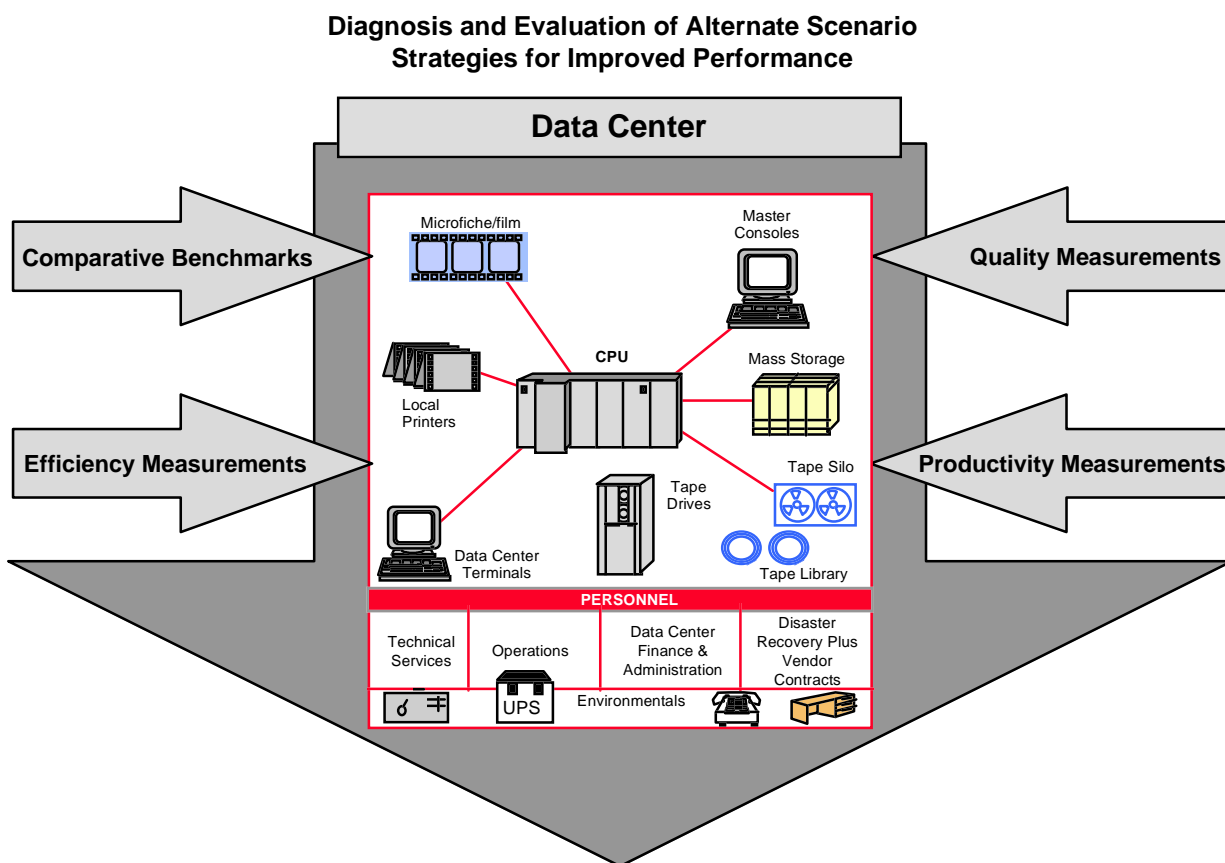 Diagnosis and Evaluation of Alternate Scenario
Strategies for Improved Performance
Data Center
Comparative Benchmarks
Efficiency Measurements
Quality Measurements
Productivity Measurements
Microfiche/film
Master
Consoles
CPU
Mass Storage
Local
Printers
Tape Silo
Tape
Drives
Data Center
Terminals
Tape Library
PERSONNEL
Technical
Services
Operations
Data Center
Finance &
Administration
Disaster
Recovery Plus
Vendor
Contracts
UPS
Environmentals